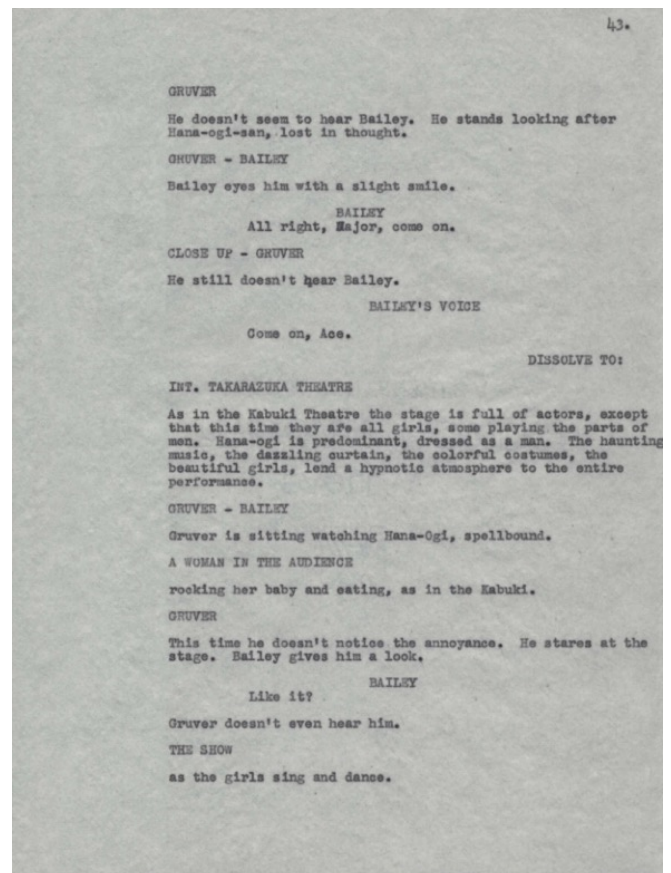 43.
GRUVER
He doesn't seem to hear Bailey. He stands looking after
Hana-ogi-san, lost in thought.
GRUVER - BAILEY
Bailey eyes him with a slight smile.
BAILEY
All right, Major, come on.
CLOSE UP - GRUVER
He still doesn't hear Bailey.
BAILEY'S VOICE
Come on, Ace.
DISSOLVE TO:
INT. TAKARAZUKA THEATRE
As in the Kabuki Theatre the stage is full of actors, except
that this time they are all girls, some playing the parts of
men. Hana-ogi is predominant, dressed as a man. The haunting
music, the dazzling curtain, the colorful costumes, the
beautiful girls, lend a hypnotic atmosphere to the entire
performance.
GRUVER - BAILEY
Gruver is sitting watching Hana-Ogi, spellbound.
A WOMAN IN THE AUDIENCE
rocking her baby and eating, as in the Kabuki.
GRUVER
This time he doesn't notice the annoyance. He stares at the
stage. Bailey gives him a look.
BAILEY
Like it?
Gruver doesn't even hear him.
THE SHOW
as the girls sing and dance.